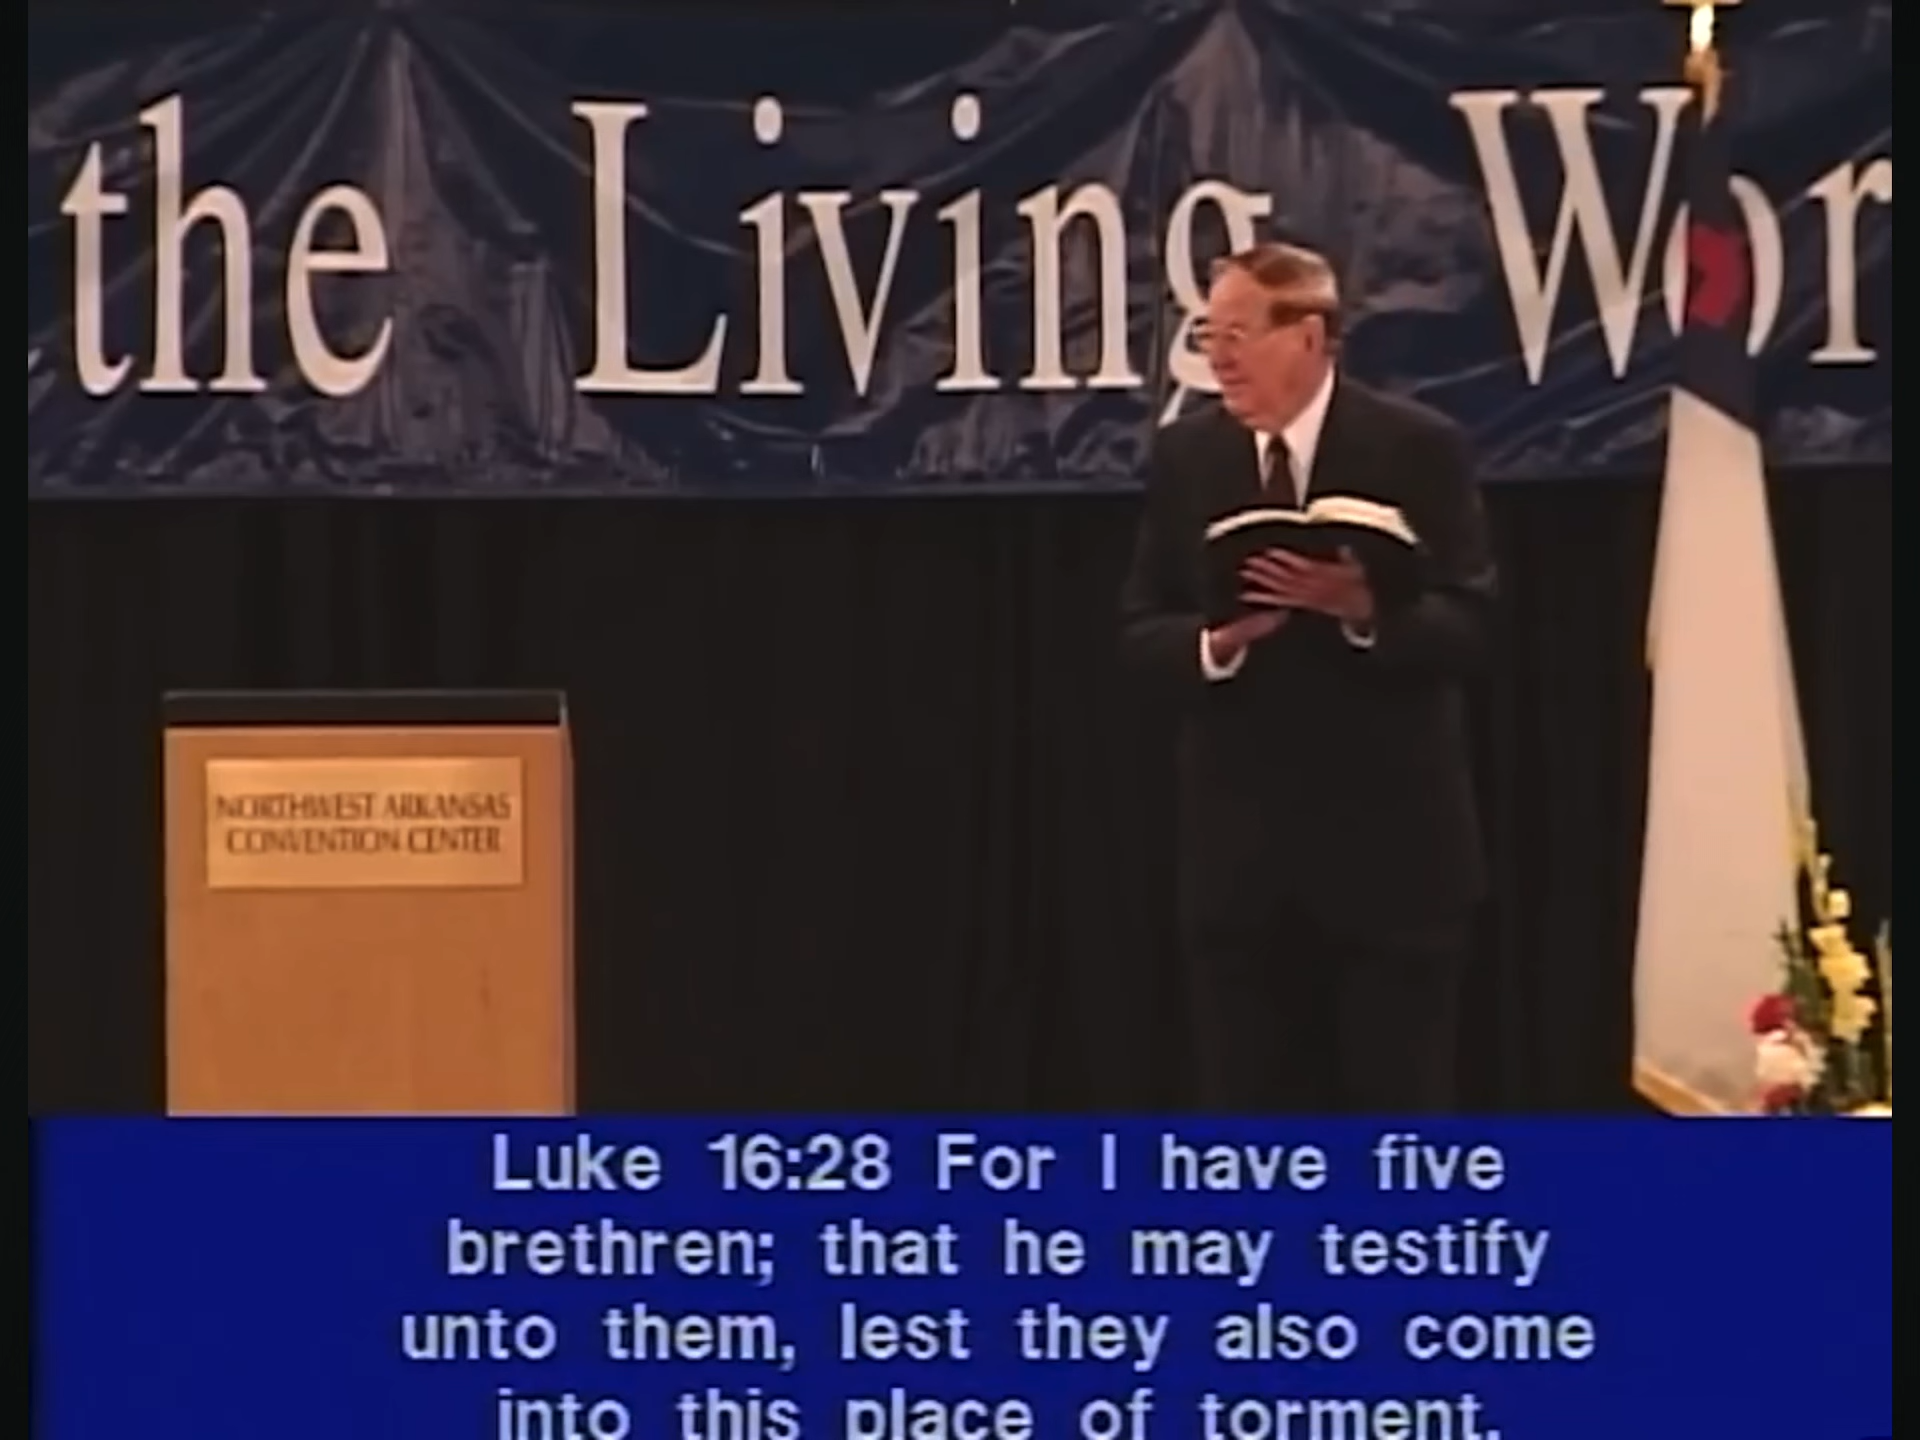 the Living Wor
NORTHWEST ARKANSAS
CONVENTION CENTER
Luke 16:28 For I have five
brethren; that he may testify
unto them, lest they also come
into this place of torment.